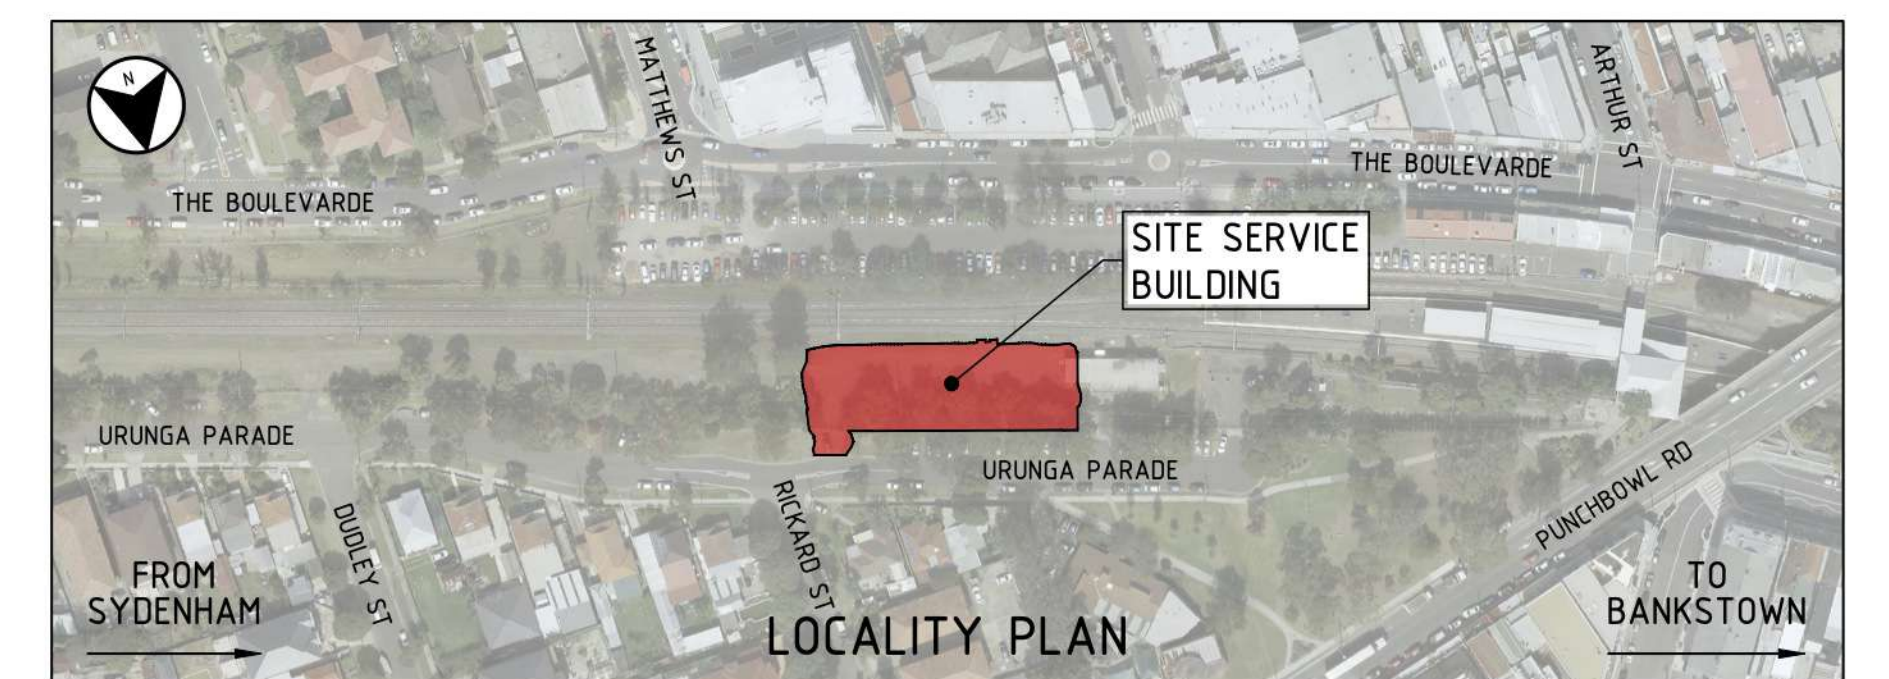 N
MATTHEWS ST
ARTHUR ST
THE BOULEVARDE
THE BOULEVARDE
SITE SERVICE
BUILDING
URUNGA PARADE
URUNGA PARADE
PUNCHBOWL RD
DUDLEY ST
RICKARD ST
FROM
SYDENHAM
TO
BANKSTOWN
LOCALITY PLAN